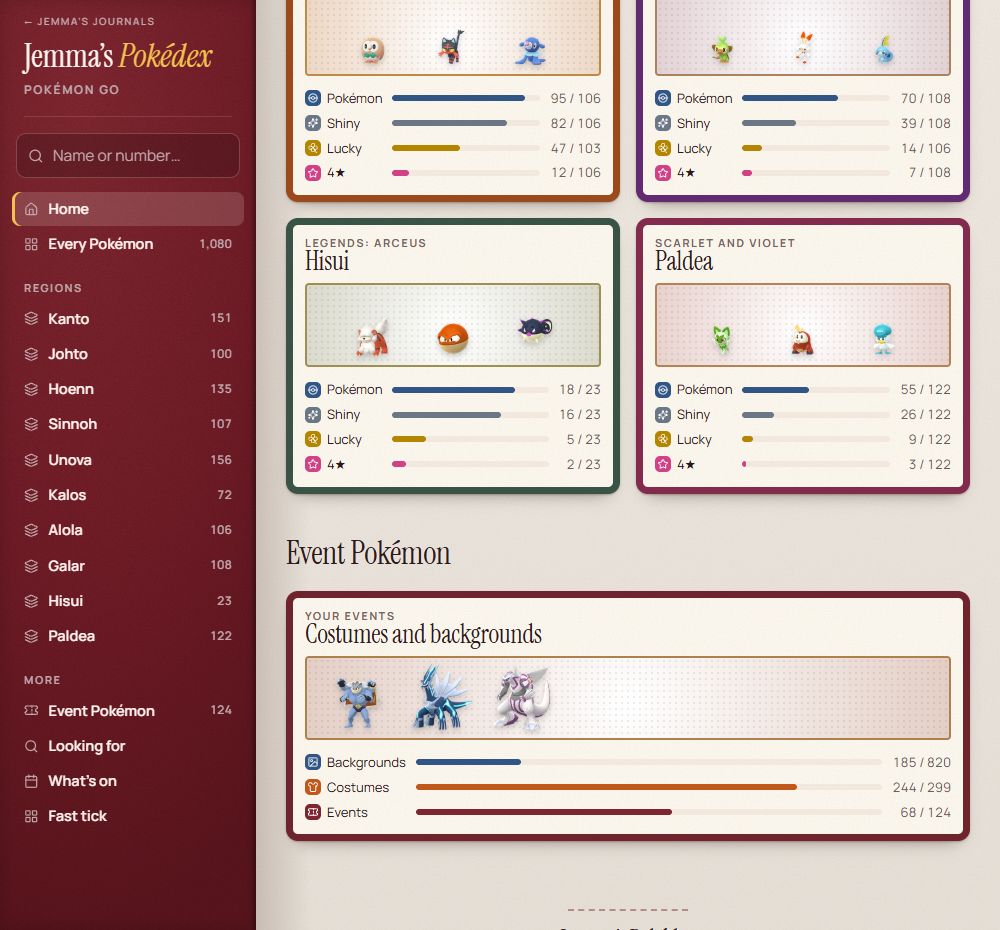 ← JEMMA'S JOURNALS
Jemma's Pokédex
POKÉMON GO
Name or number...
Home
Every Pokémon 1,080
REGIONS
Kanto 151
Johto 100
Hoenn 135
Sinnoh 107
Unova 156
Kalos 72
Alola 106
Galar 108
Hisui 23
Paldea 122
MORE
Event Pokémon 124
Looking for
What's on
Fast tick
Pokémon 95 / 106
Shiny 82 / 106
Lucky 47 / 103
4★ 12 / 106
Pokémon 70 / 108
Shiny 39 / 108
Lucky 14 / 106
4★ 7 / 108
LEGENDS: ARCEUS
Hisui
Pokémon 18 / 23
Shiny 16 / 23
Lucky 5 / 23
4★ 2 / 23
SCARLET AND VIOLET
Paldea
Pokémon 55 / 122
Shiny 26 / 122
Lucky 9 / 122
4★ 3 / 122
Event Pokémon
YOUR EVENTS
Costumes and backgrounds
Backgrounds 185 / 820
Costumes 244 / 299
Events 68 / 124